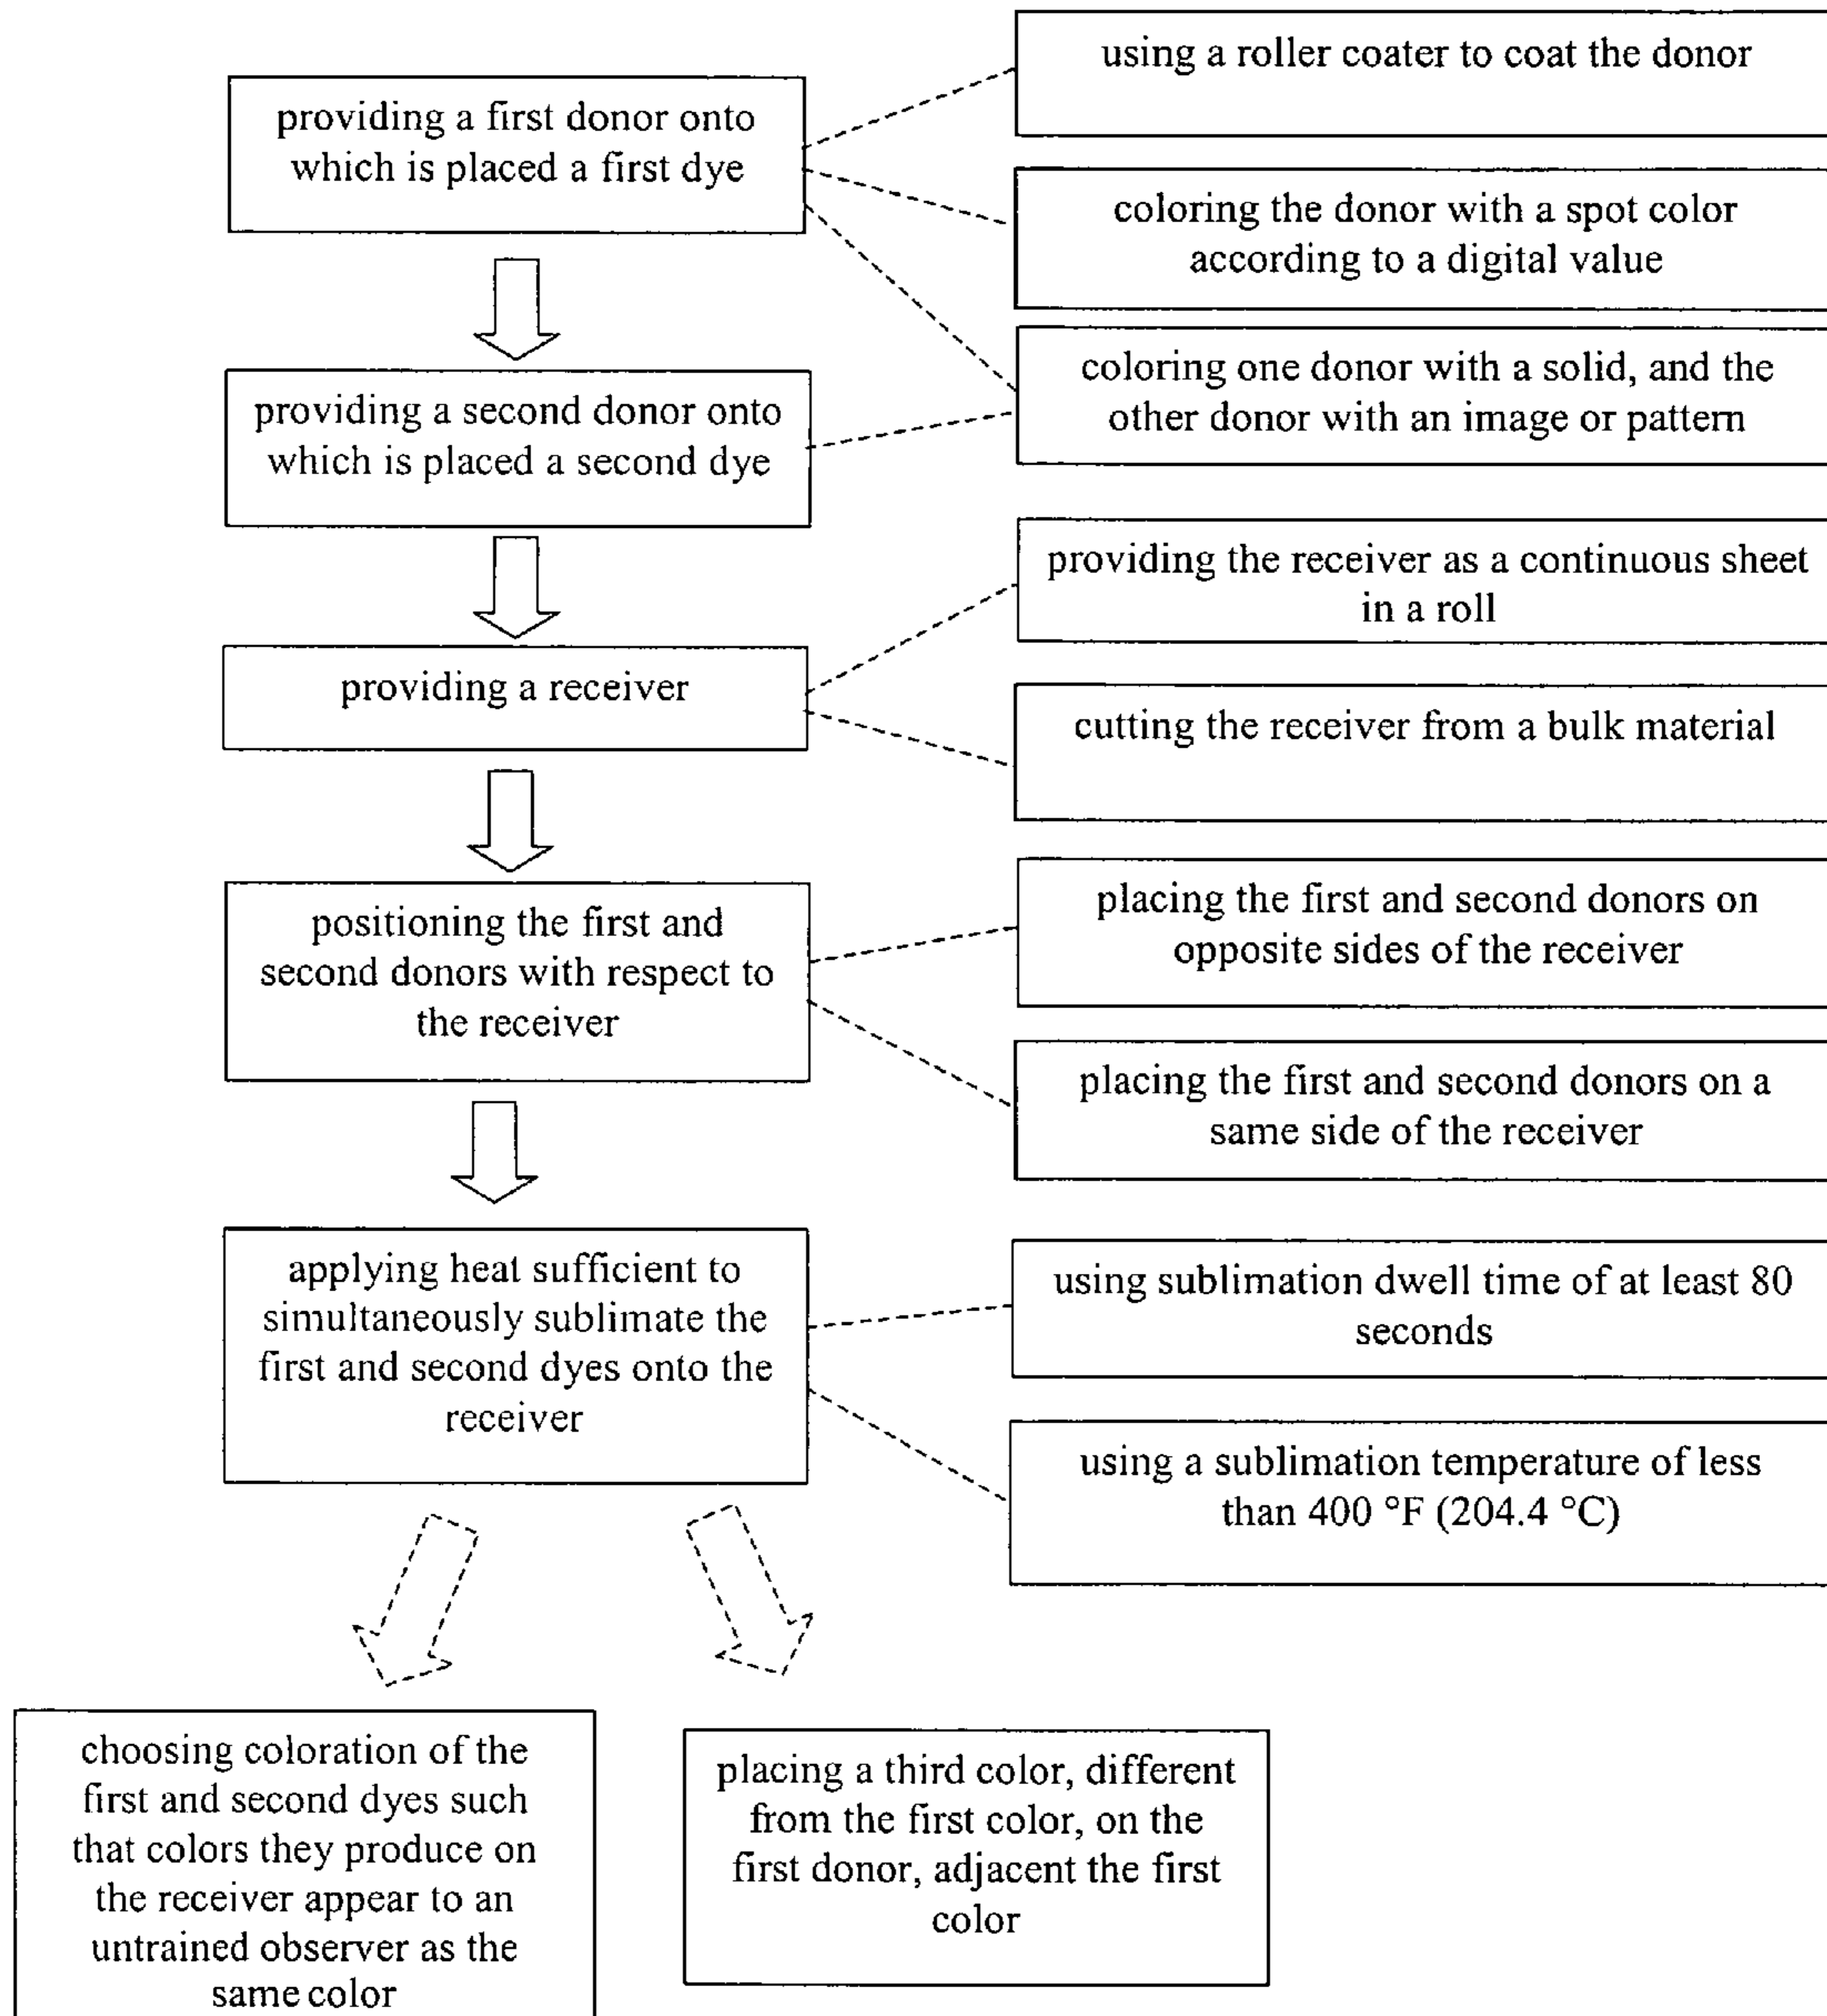 using a roller coater to coat the donor
providing a first donor onto
which is placed a first dye
coloring the donor with a spot color
according to a digital value
coloring one donor with a solid, and the
other donor with an image or pattern
providing a second donor onto
which is placed a second dye
providing the receiver as a continuous sheet
in a roll
providing a receiver
cutting the receiver from a bulk material
positioning the first and
second donors with respect to
the receiver
placing the first and second donors on
opposite sides of the receiver
placing the first and second donors on a
same side of the receiver
applying heat sufficient to
simultaneously sublimate the
first and second dyes onto the
receiver
using sublimation dwell time of at least 80
seconds
using a sublimation temperature of less
than 400 °F (204.4 °C)
choosing coloration of the
first and second dyes such
that colors they produce on
the receiver appear to an
untrained observer as the
same color
placing a third color, different
from the first color, on the
first donor, adjacent the first
color